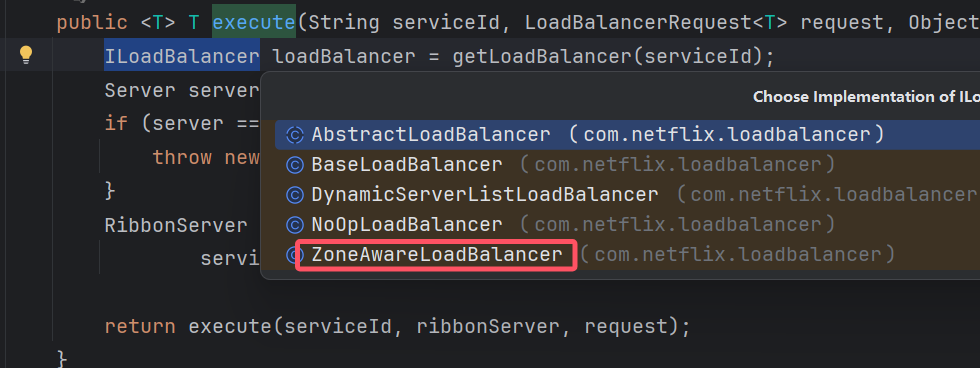 public <T> T execute(String serviceId, LoadBalancerRequest<T> request, Object
ILoadBalancer loadBalancer = getLoadBalancer(serviceId);
Server server
Choose Implementation of ILo
if (server ==
AbstractLoadBalancer (com.netflix.loadbalancer)
throw new
BaseLoadBalancer (com.netflix.loadbalancer)
}
DynamicServerListLoadBalancer (com.netflix.loadbalancer
RibbonServer
NoOpLoadBalancer (com.netflix.loadbalancer)
servi
ZoneAwareLoadBalancer (com.netflix.loadbalancer)
return execute(serviceId, ribbonServer, request);
}